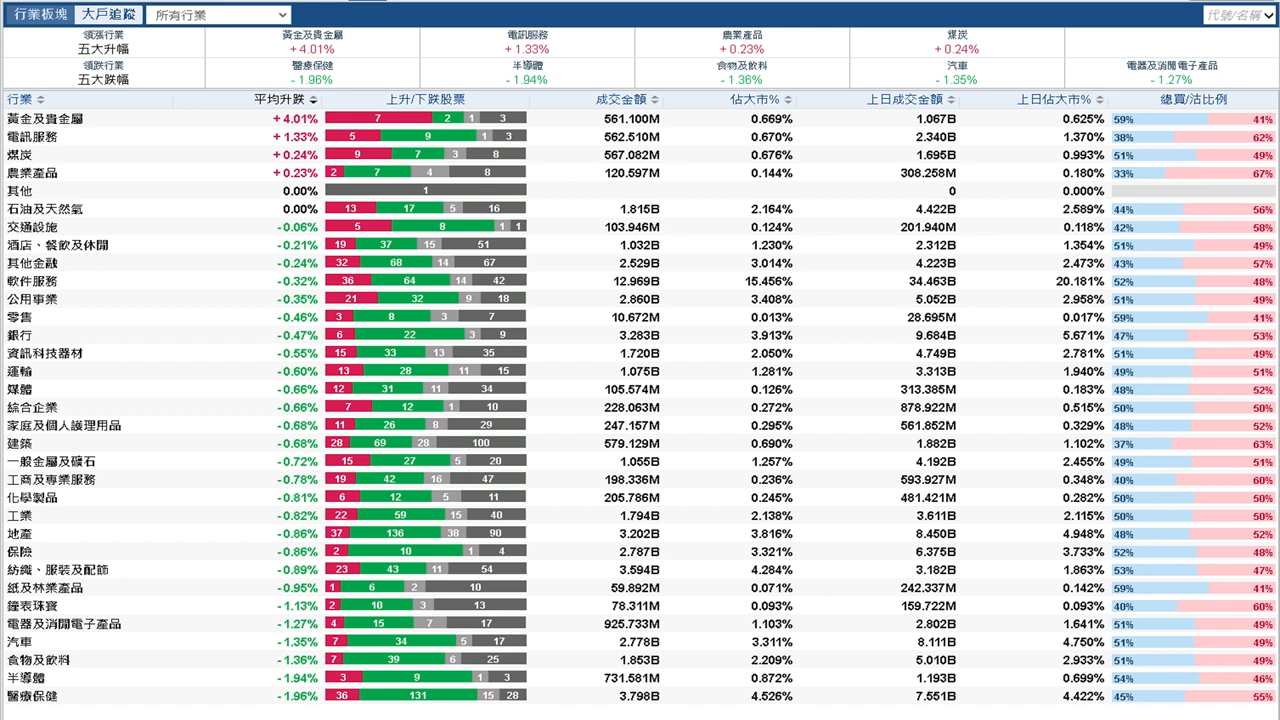 行業板塊 大戶追蹤 所有行業 代號/名稱
領漲行業 黃金及貴金屬 電訊服務 農業產品 煤炭
五大升幅 + 4.01% + 1.33% + 0.23% + 0.24%
領跌行業 醫療保健 半導體 食物及飲料 汽車 電器及消閒電子產品
五大跌幅 - 1.96% - 1.94% - 1.36% - 1.35% - 1.27%
行業 平均升跌 上升/下跌股票 成交金額 佔大市% 上日成交金額 上日佔大市% 總買/沽比例
黃金及貴金屬 + 4.01% 7 2 1 3 561.100M 0.669% 1.067B 0.625% 59% 41%
電訊服務 + 1.33% 5 9 1 3 562.510M 0.670% 2.340B 1.370% 38% 62%
煤炭 + 0.24% 9 7 3 8 567.082M 0.676% 1.695B 0.993% 51% 49%
農業產品 + 0.23% 2 7 4 8 120.597M 0.144% 308.258M 0.180% 33% 67%
其他 0.00% 1 0 0.000%
石油及天然氣 0.00% 13 17 5 16 1.815B 2.164% 4.422B 2.589% 44% 56%
交通設施 -0.06% 5 8 1 1 103.946M 0.124% 201.940M 0.118% 42% 58%
酒店、餐飲及休閒 -0.21% 19 37 15 51 1.032B 1.230% 2.312B 1.354% 51% 49%
其他金融 -0.24% 32 68 14 67 2.529B 3.014% 4.223B 2.473% 43% 57%
軟件服務 -0.32% 36 64 14 42 12.969B 15.456% 34.463B 20.181% 52% 48%
公用事業 -0.35% 21 32 9 18 2.860B 3.408% 5.052B 2.958% 51% 49%
零售 -0.46% 3 8 3 7 10.672M 0.013% 28.695M 0.017% 59% 41%
銀行 -0.47% 6 22 3 9 3.283B 3.913% 9.684B 5.671% 47% 53%
資訊科技器材 -0.55% 15 33 13 35 1.720B 2.050% 4.749B 2.781% 51% 49%
運輸 -0.60% 13 28 11 15 1.075B 1.281% 3.313B 1.940% 49% 51%
媒體 -0.66% 12 31 11 34 105.574M 0.126% 313.385M 0.183% 48% 52%
綜合企業 -0.66% 7 12 1 10 228.063M 0.272% 878.922M 0.515% 50% 50%
家庭及個人護理用品 -0.68% 11 26 8 29 247.157M 0.295% 561.852M 0.329% 48% 52%
建築 -0.68% 28 69 28 100 579.129M 0.690% 1.882B 1.102% 37% 63%
一般金屬及礦石 -0.72% 15 27 5 20 1.055B 1.257% 4.192B 2.455% 49% 51%
工商及專業服務 -0.78% 19 42 16 47 198.336M 0.236% 593.927M 0.348% 40% 60%
化學製品 -0.81% 6 12 5 11 205.786M 0.245% 481.421M 0.282% 50% 50%
工業 -0.82% 22 59 15 40 1.794B 2.138% 3.611B 2.115% 50% 50%
地產 -0.86% 37 136 38 90 3.202B 3.816% 8.450B 4.948% 48% 52%
保險 -0.86% 2 10 1 4 2.787B 3.321% 6.375B 3.733% 52% 48%
紡織、服裝及配飾 -0.89% 23 43 11 54 3.594B 4.284% 3.182B 1.863% 53% 47%
紙及林業產品 -0.95% 1 6 2 10 59.892M 0.071% 242.337M 0.142% 59% 41%
鐘表珠寶 -1.13% 2 10 3 13 78.311M 0.093% 159.722M 0.093% 40% 60%
電器及消閒電子產品 -1.27% 4 15 7 17 925.733M 1.103% 2.802B 1.641% 51% 49%
汽車 -1.35% 7 34 5 17 2.778B 3.311% 8.111B 4.750% 51% 49%
食物及飲料 -1.36% 7 39 6 25 1.853B 2.209% 5.010B 2.933% 51% 49%
半導體 -1.94% 3 9 1 3 731.581M 0.872% 1.193B 0.699% 54% 46%
醫療保健 -1.96% 36 131 15 28 3.798B 4.526% 7.551B 4.422% 45% 55%